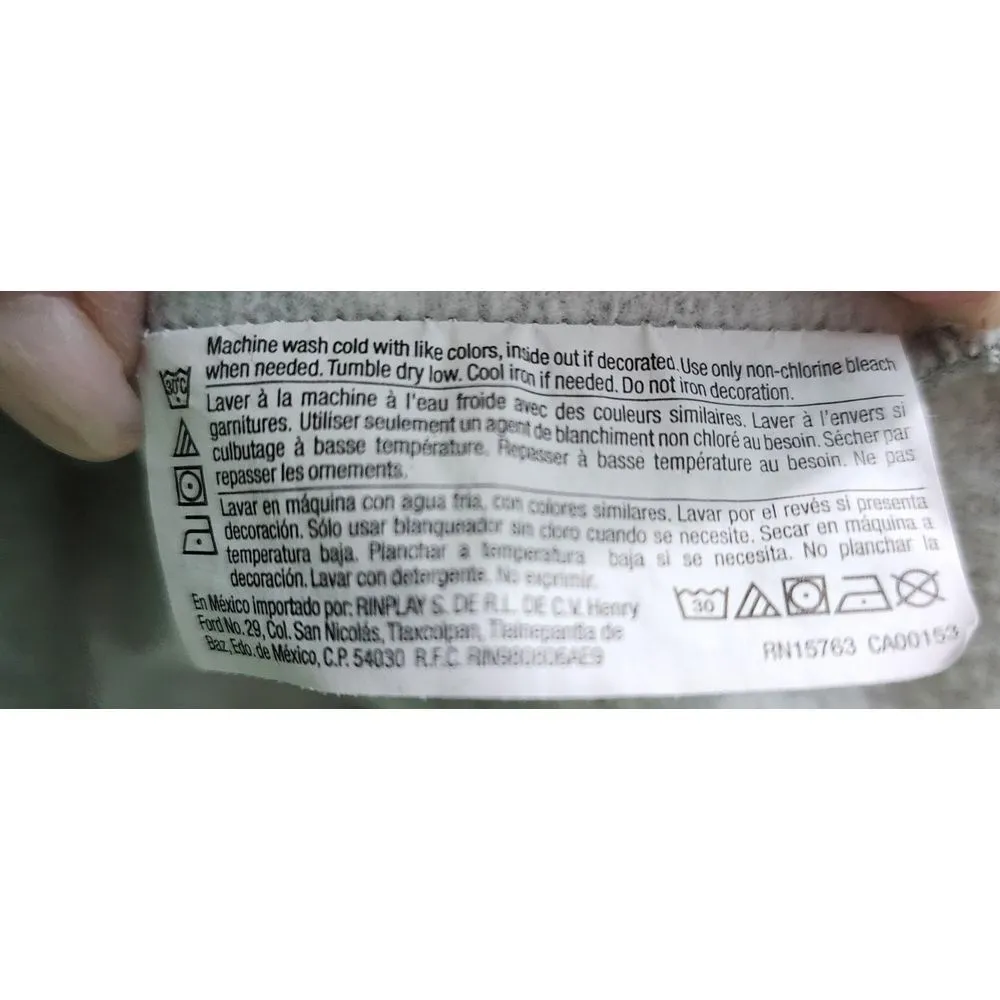 Machine wash cold with like colors, inside out if decorated. Use only non-chlorine bleach
when needed. Tumble dry low. Cool iron if needed. Do not iron decoration.
30°C
Laver à la machine à l'eau froide avec des couleurs similaires. Laver à l'envers si
garnitures. Utiliser seulement un agent de blanchiment non chloré au besoin. Sécher par
culbutage à basse température. Repasser à basse température au besoin. Ne pas
repasser les ornements.
Lavar en máquina con agua fria, con colores similares. Lavar por el revés si presenta
decoración. Sólo usar blanqueador sin cloro cuando se necesite. Secar en máquina a
temperatura baja. Planchar a temperatura baja si se necesita. No planchar la
decoración. Lavar con detergente. No exprimir.
En México importado por: RINPLAY S. DE R.L. DE C.V. Henry
Ford No. 29, Col. San Nicolás, Tlaxcolpan, Tlalnepantla de
Baz, Edo. de México, C.P. 54030 R.F.C.
30
RN15763 CA00153